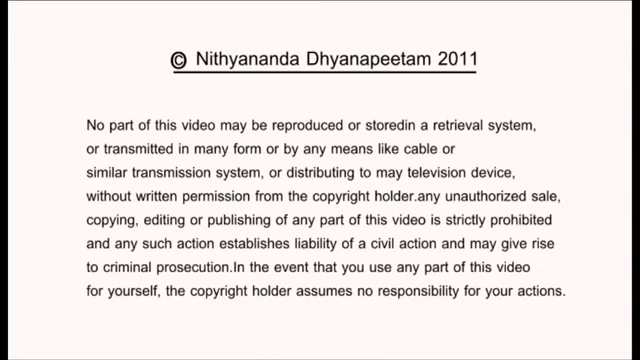 © Nithyananda Dhyanapeetam 2011
No part of this video may be reproduced or storedin a retrieval system,
or transmitted in many form or by any means like cable or
similar transmission system, or distributing to may television device,
without written permission from the copyright holder.any unauthorized sale,
copying, editing or publishing of any part of this video is strictly prohibited
and any such action establishes liability of a civil action and may give rise
to criminal prosecution.In the event that you use any part of this video
for yourself, the copyright holder assumes no responsibility for your actions.